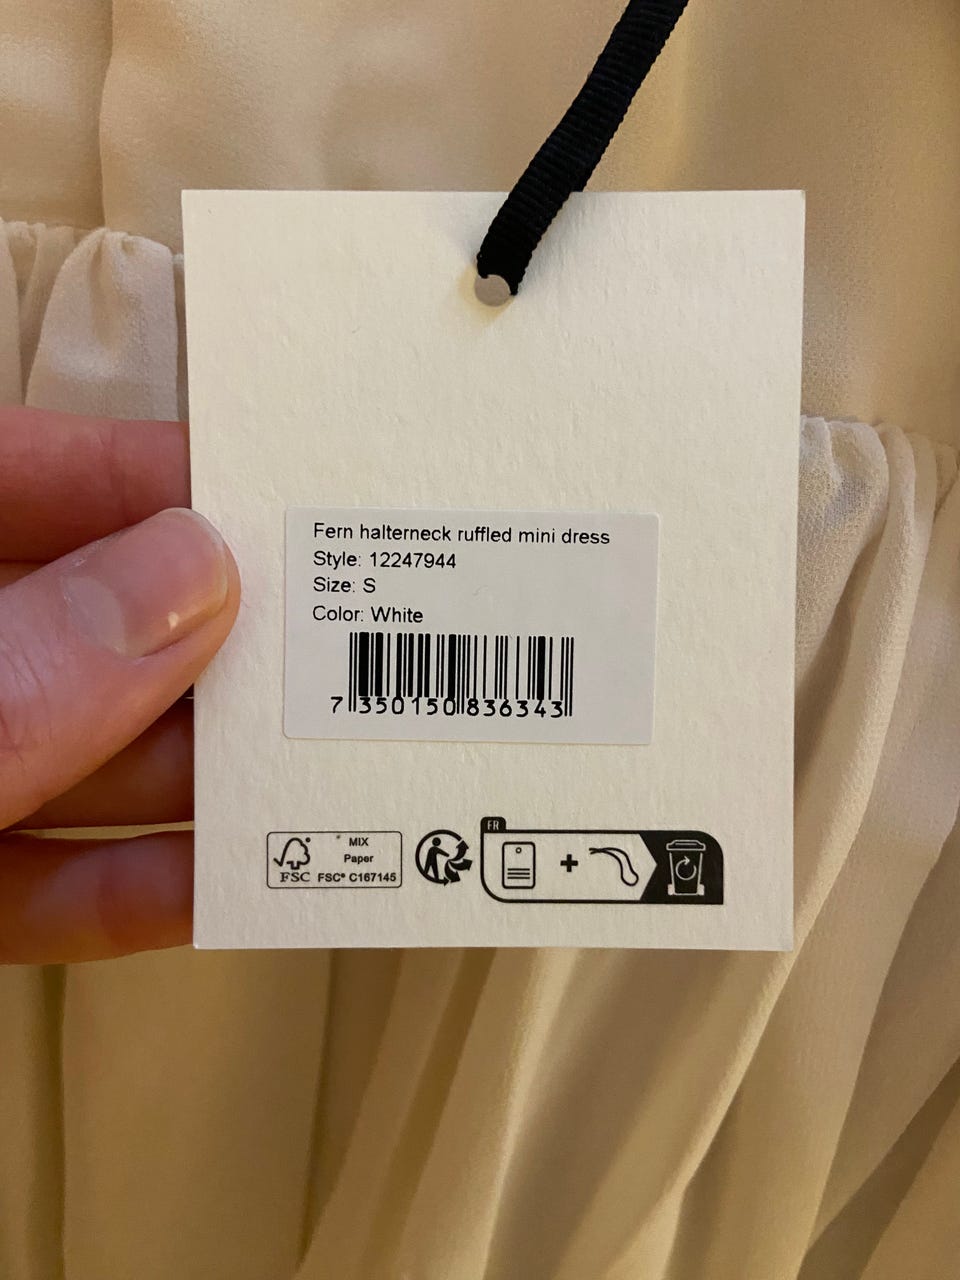 Fern halterneck ruffled mini dress
Style: 12247944
Size: S
Color: White
7 350150 836343
FSC
MIX
Paper
FSC® C167145
FR